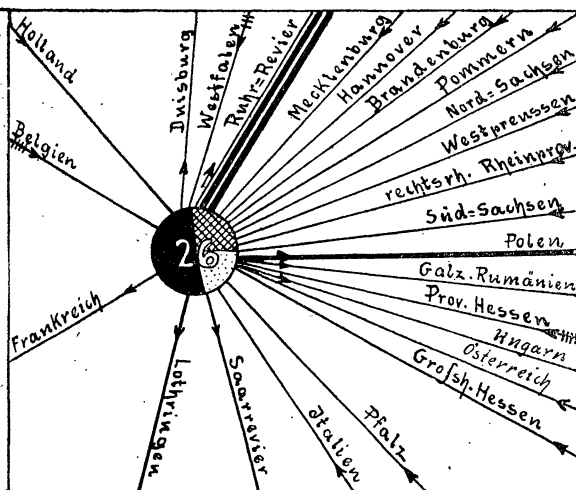 Holland
Belgien
Frankreich
Duisburg
Westfalen
Ruhr=Revier
Mecklenburg
Hannover
Brandenburg
Pommern
Nord=Sachsen
Westpreussen
rechtsrh. Rheinprov.
Süd=Sachsen
Polen
Galz. Rumänien
Prov. Hessen
Ungarn
Österreich
Großh. Hessen
Pfalz
Italien
Saarrevier
Lothringen
26